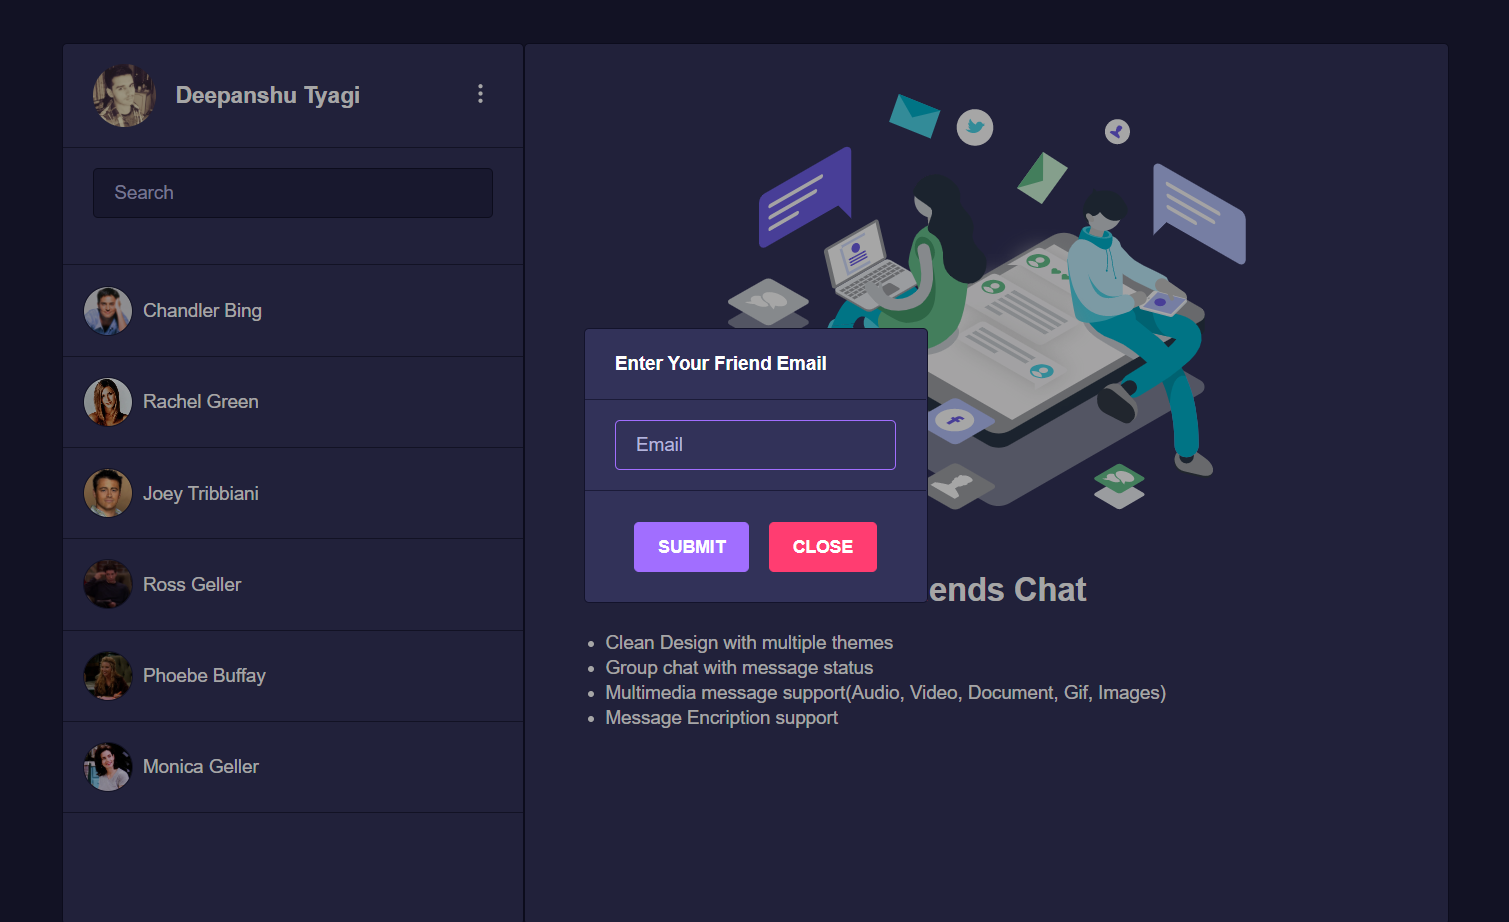 Deepanshu Tyagi
Search
Chandler Bing
Rachel Green
Joey Tribbiani
Ross Geller
Phoebe Buffay
Monica Geller
Enter Your Friend Email
Email
SUBMIT CLOSE
ends Chat
Clean Design with multiple themes
Group chat with message status
Multimedia message support(Audio, Video, Document, Gif, Images)
Message Encription support